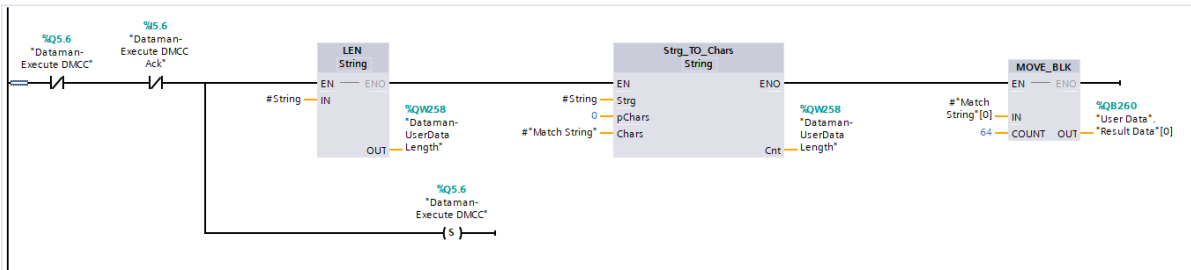 %Q5.6
"Dataman-
Execute DMCC"
%I5.6
"Dataman-
Execute DMCC
Ack"
LEN
String
EN
ENO
#String
IN
%QW258
"Dataman-
UserData
Length"
OUT
Strg_TO_Chars
String
EN
ENO
#String
Strg
0
pChars
#"Match String"
Chars
%QW258
"Dataman-
UserData
Length"
Cnt
MOVE_BLK
EN
ENO
#"Match
String"[0]
IN
64
COUNT
OUT
%QB260
"User Data".
"Result Data"[0]
%Q5.6
"Dataman-
Execute DMCC"
S